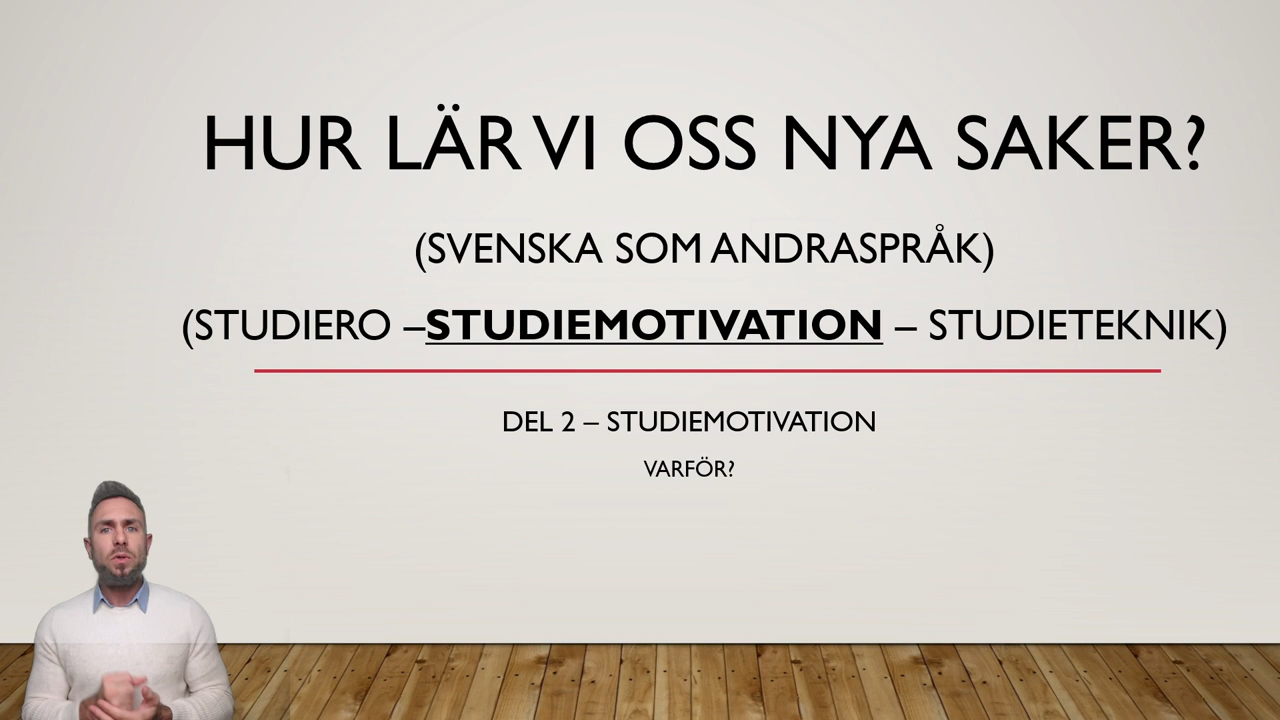 HUR LÄR VI OSS NYA SAKER?
(SVENSKA SOM ANDRASPRÅK)
(STUDIERO –STUDIEMOTIVATION – STUDIETEKNIK)
DEL 2 – STUDIEMOTIVATION
VARFÖR?